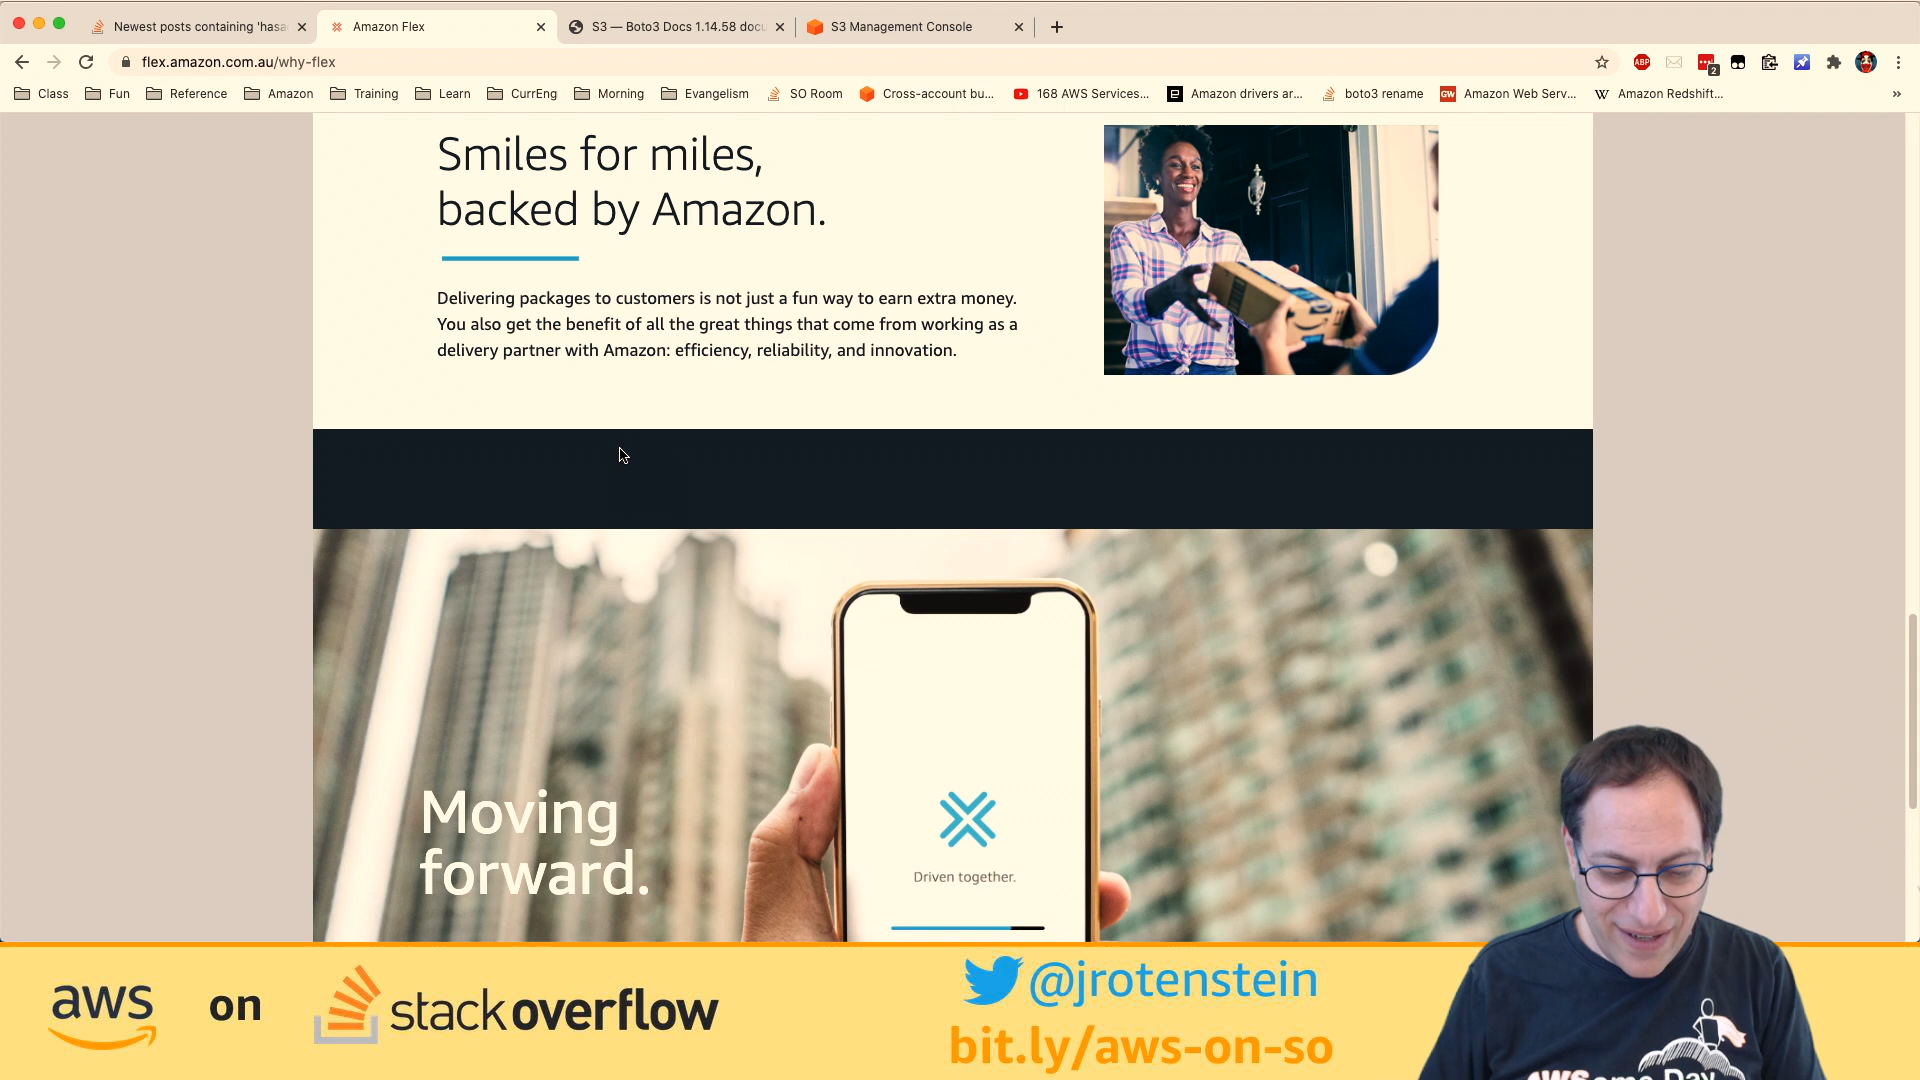 Newest posts containing 'hasa
Amazon Flex
S3 — Boto3 Docs 1.14.58 docu
S3 Management Console
flex.amazon.com.au/why-flex
ABP
2
Class
Fun
Reference
Amazon
Training
Learn
CurrEng
Morning
Evangelism
SO Room
Cross-account bu...
168 AWS Services...
Amazon drivers ar...
boto3 rename
GW
Amazon Web Serv...
W
Amazon Redshift...
»
Smiles for miles,
backed by Amazon.
Delivering packages to customers is not just a fun way to earn extra money.
You also get the benefit of all the great things that come from working as a
delivery partner with Amazon: efficiency, reliability, and innovation.
Moving
forward.
Driven together.
aws on stackoverflow
@jrotenstein
bit.ly/aws-on-so
AWSome Day